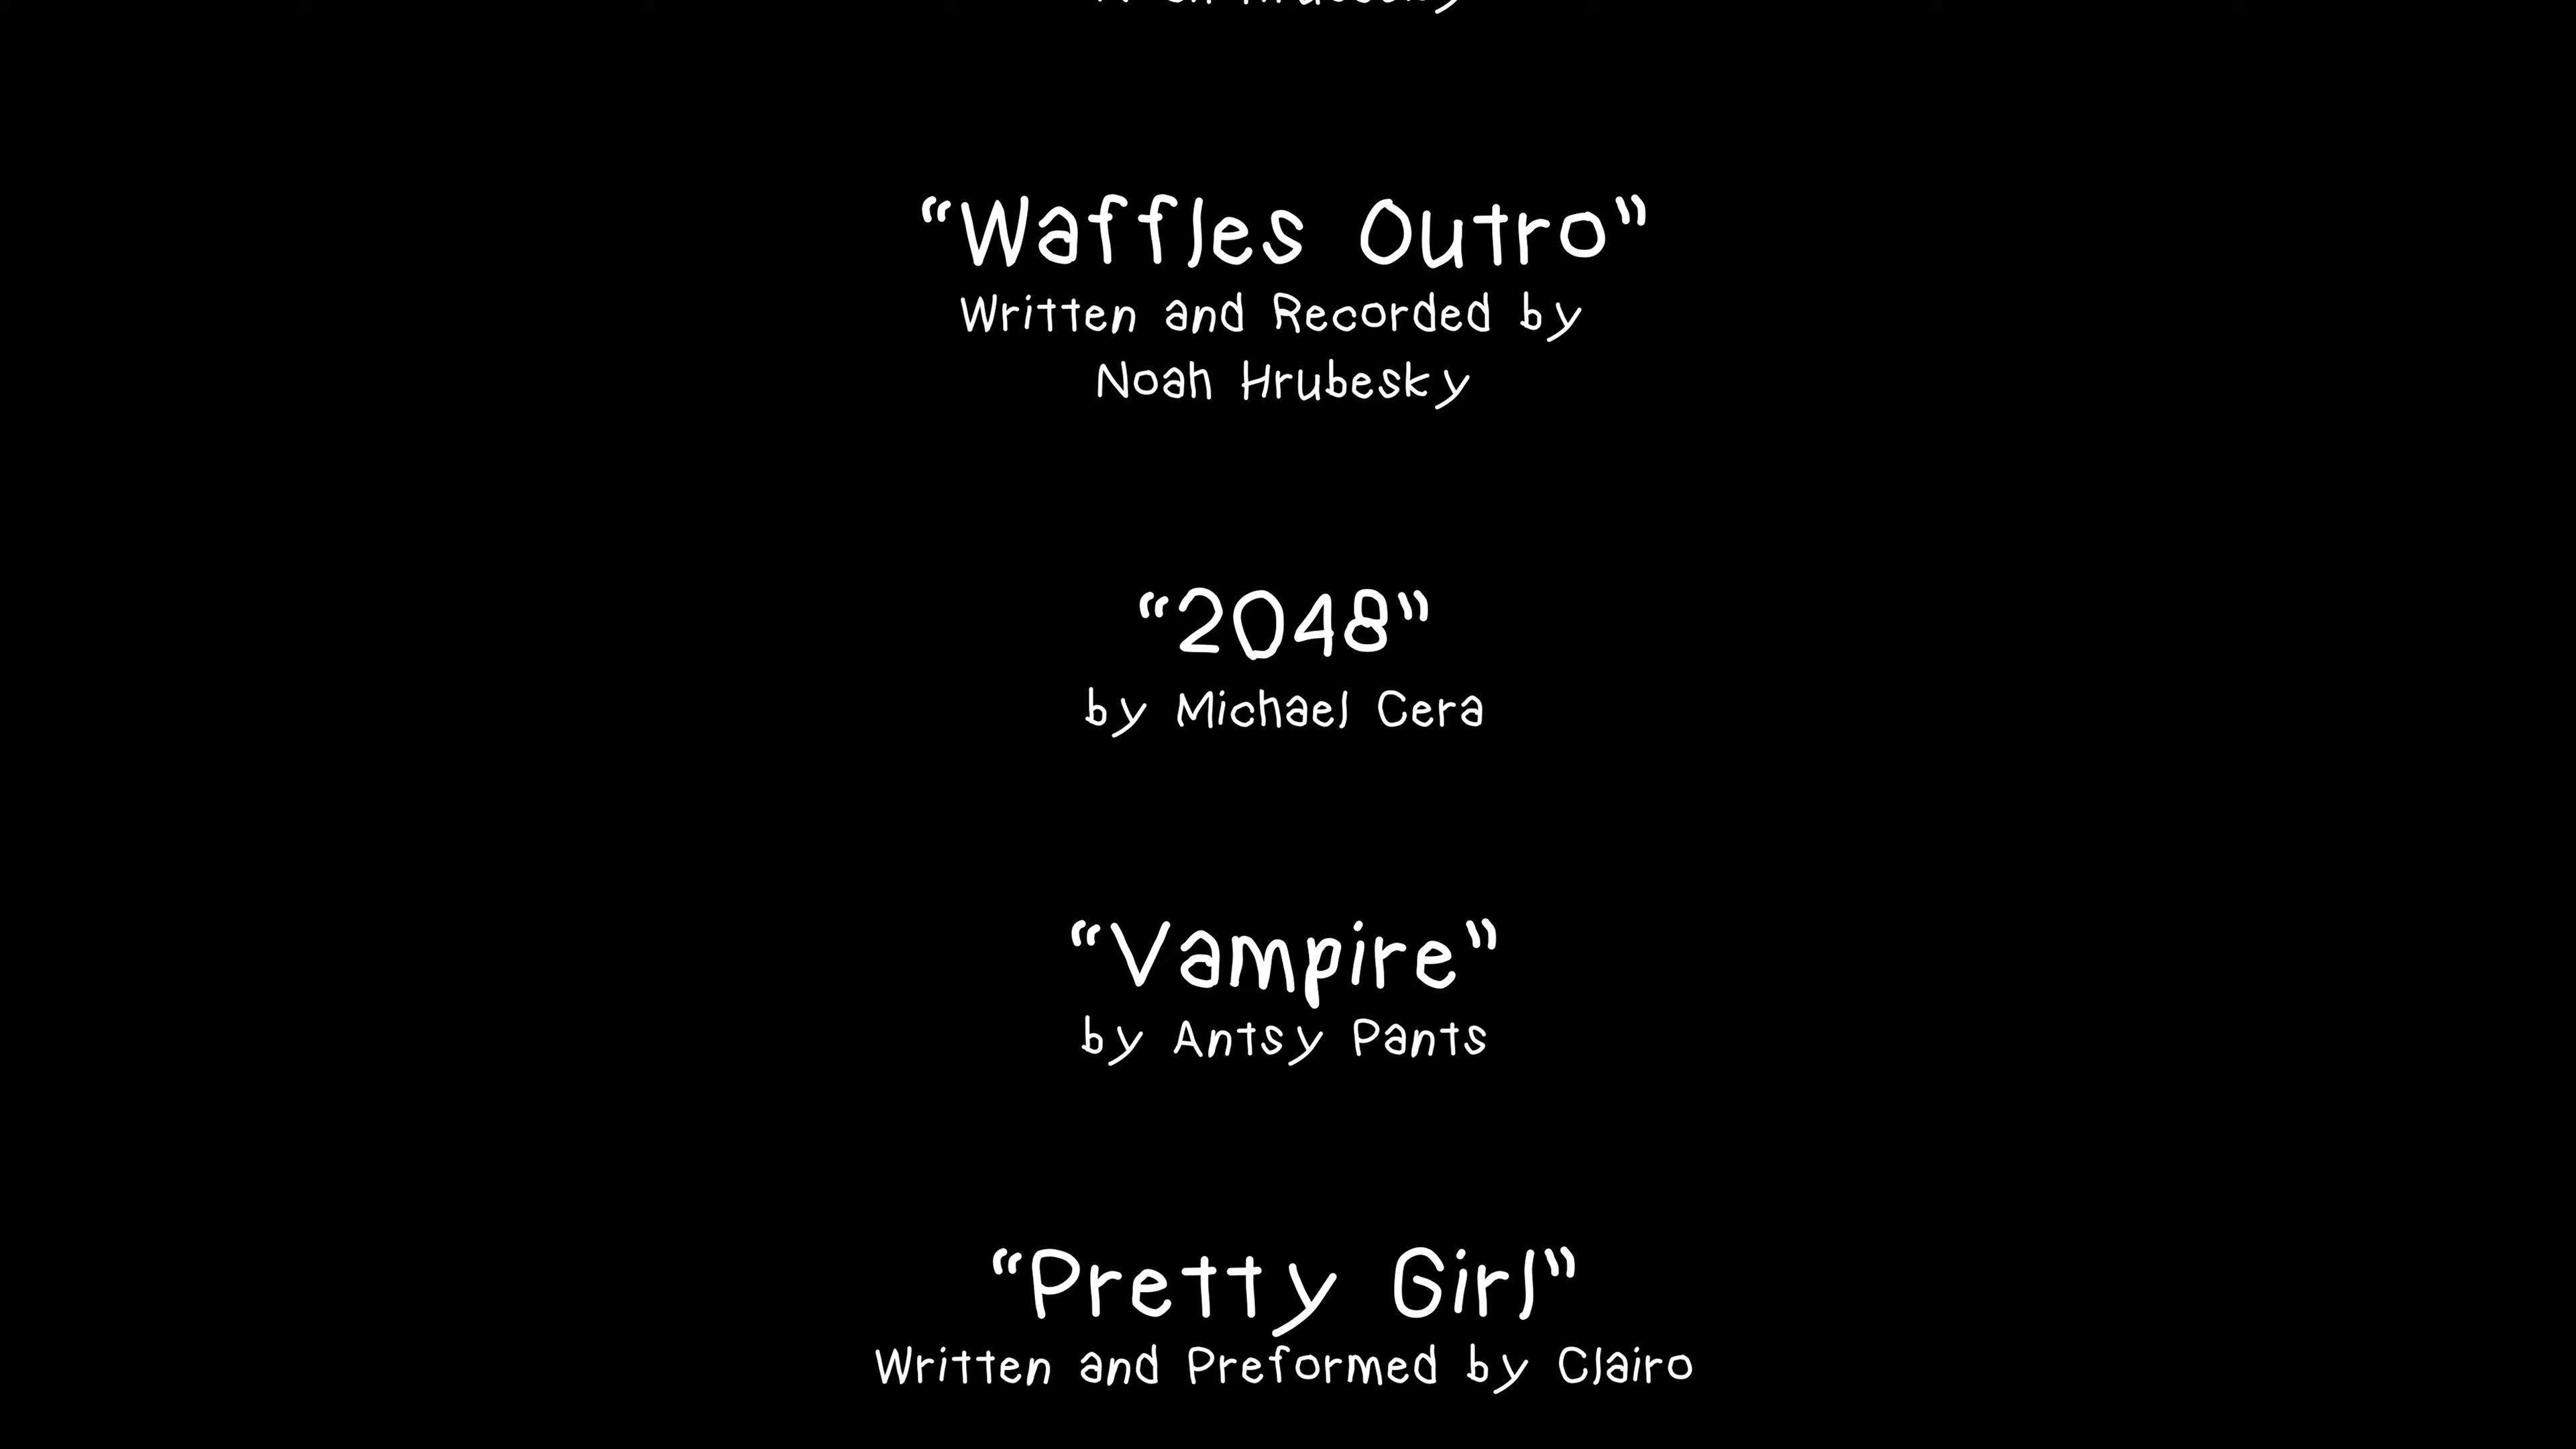 “Waffles Outro”
Written and Recorded by
Noah Hrubesky
“2048”
by Michael Cera
“Vampire”
by Antsy Pants
“Pretty Girl”
Written and Preformed by Clairo